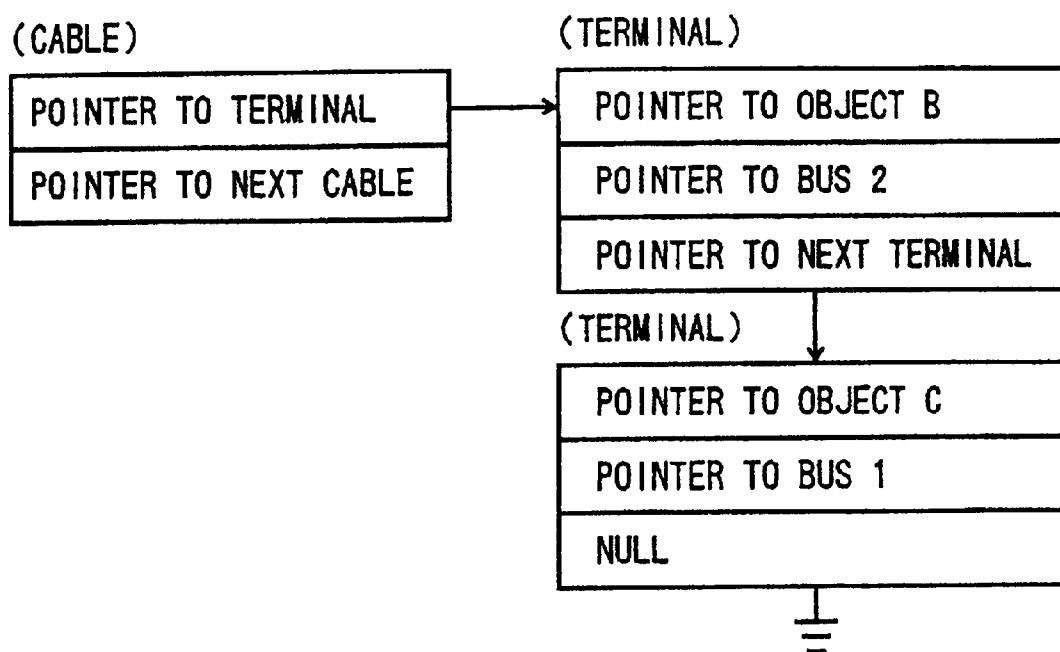 (CABLE)
POINTER TO TERMINAL
POINTER TO NEXT CABLE
(TERMINAL)
POINTER TO OBJECT B
POINTER TO BUS 2
POINTER TO NEXT TERMINAL
(TERMINAL)
POINTER TO OBJECT C
POINTER TO BUS 1
NULL